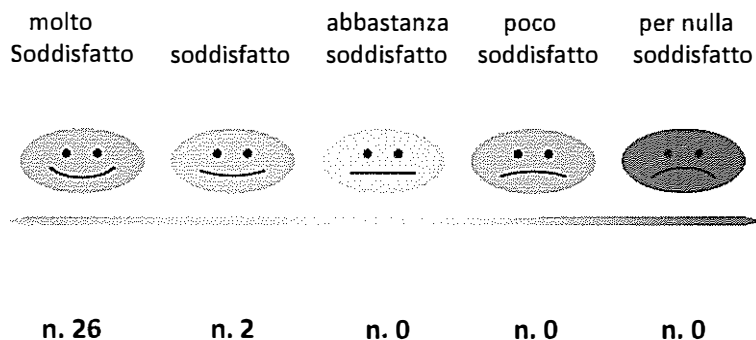 molto
Soddisfatto
soddisfatto
abbastanza
soddisfatto
poco
soddisfatto
per nulla
soddisfatto
n. 26
n. 2
n. 0
n. 0
n. 0